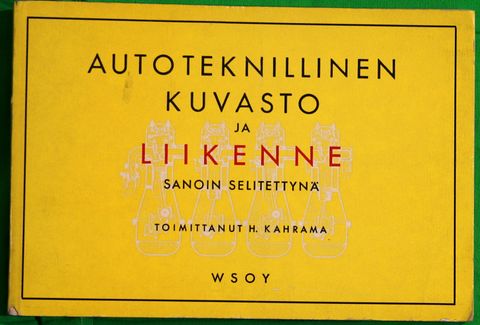 AUTOTEKNILLINEN
KUVASTO
JA
LIIKENNE
SANOIN SELITETTYNÄ
TOIMITTANUT H. KAHRAMA
WSOY